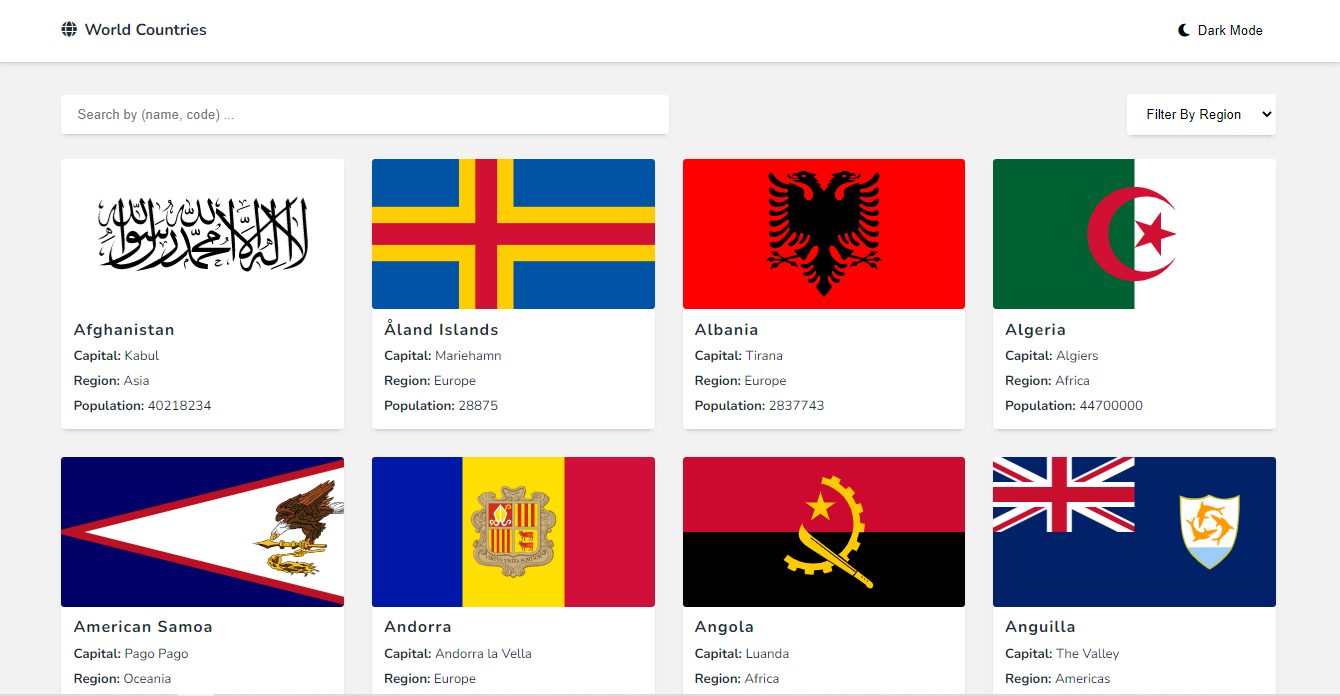 World Countries
Dark Mode
Search by (name, code) ...
Filter By Region
لا إله إلا الله محمد رسول الله
Afghanistan
Capital: Kabul
Region: Asia
Population: 40218234
Åland Islands
Capital: Mariehamn
Region: Europe
Population: 28875
Albania
Capital: Tirana
Region: Europe
Population: 2837743
Algeria
Capital: Algiers
Region: Africa
Population: 44700000
American Samoa
Capital: Pago Pago
Region: Oceania
Andorra
Capital: Andorra la Vella
Region: Europe
Angola
Capital: Luanda
Region: Africa
Anguilla
Capital: The Valley
Region: Americas